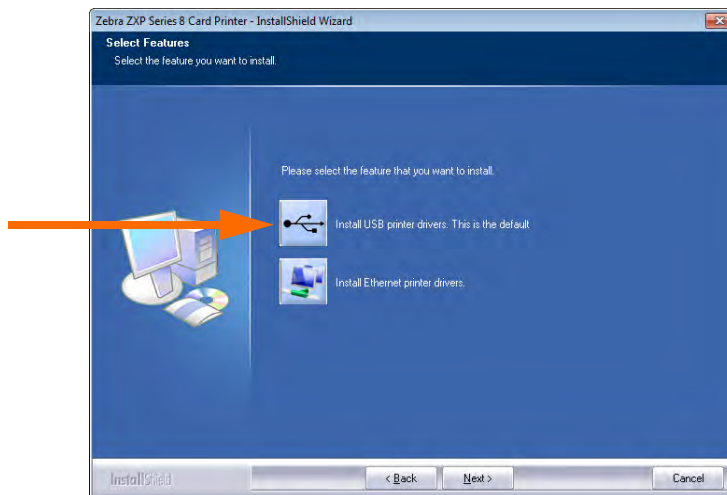 Zebra ZXP Series 8 Card Printer - InstallShield Wizard
Select Features
Select the feature you want to install.
Please select the feature that you want to install.
Install USB printer drivers. This is the default
Install Ethernet printer drivers.
InstallShield
< Back Next > Cancel